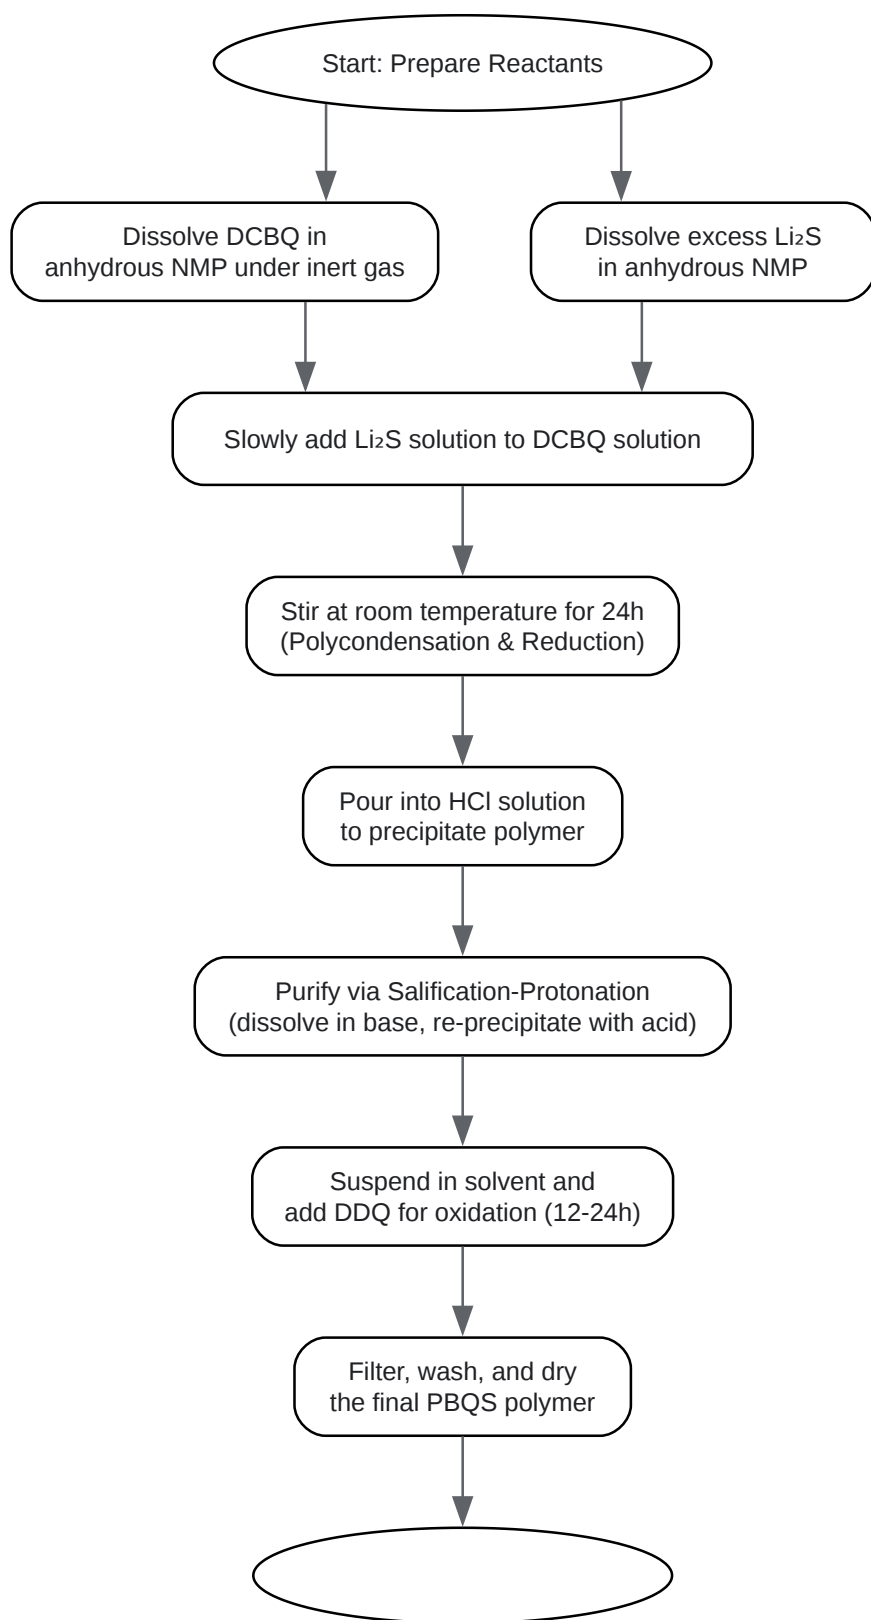 Start: Prepare Reactants
Dissolve DCBQ in
anhydrous NMP under inert gas
Dissolve excess Li₂S
in anhydrous NMP
Slowly add Li₂S solution to DCBQ solution
Stir at room temperature for 24h
(Polycondensation & Reduction)
Pour into HCl solution
to precipitate polymer
Purify via Salification-Protonation
(dissolve in base, re-precipitate with acid)
Suspend in solvent and
add DDQ for oxidation (12-24h)
Filter, wash, and dry
the final PBQS polymer